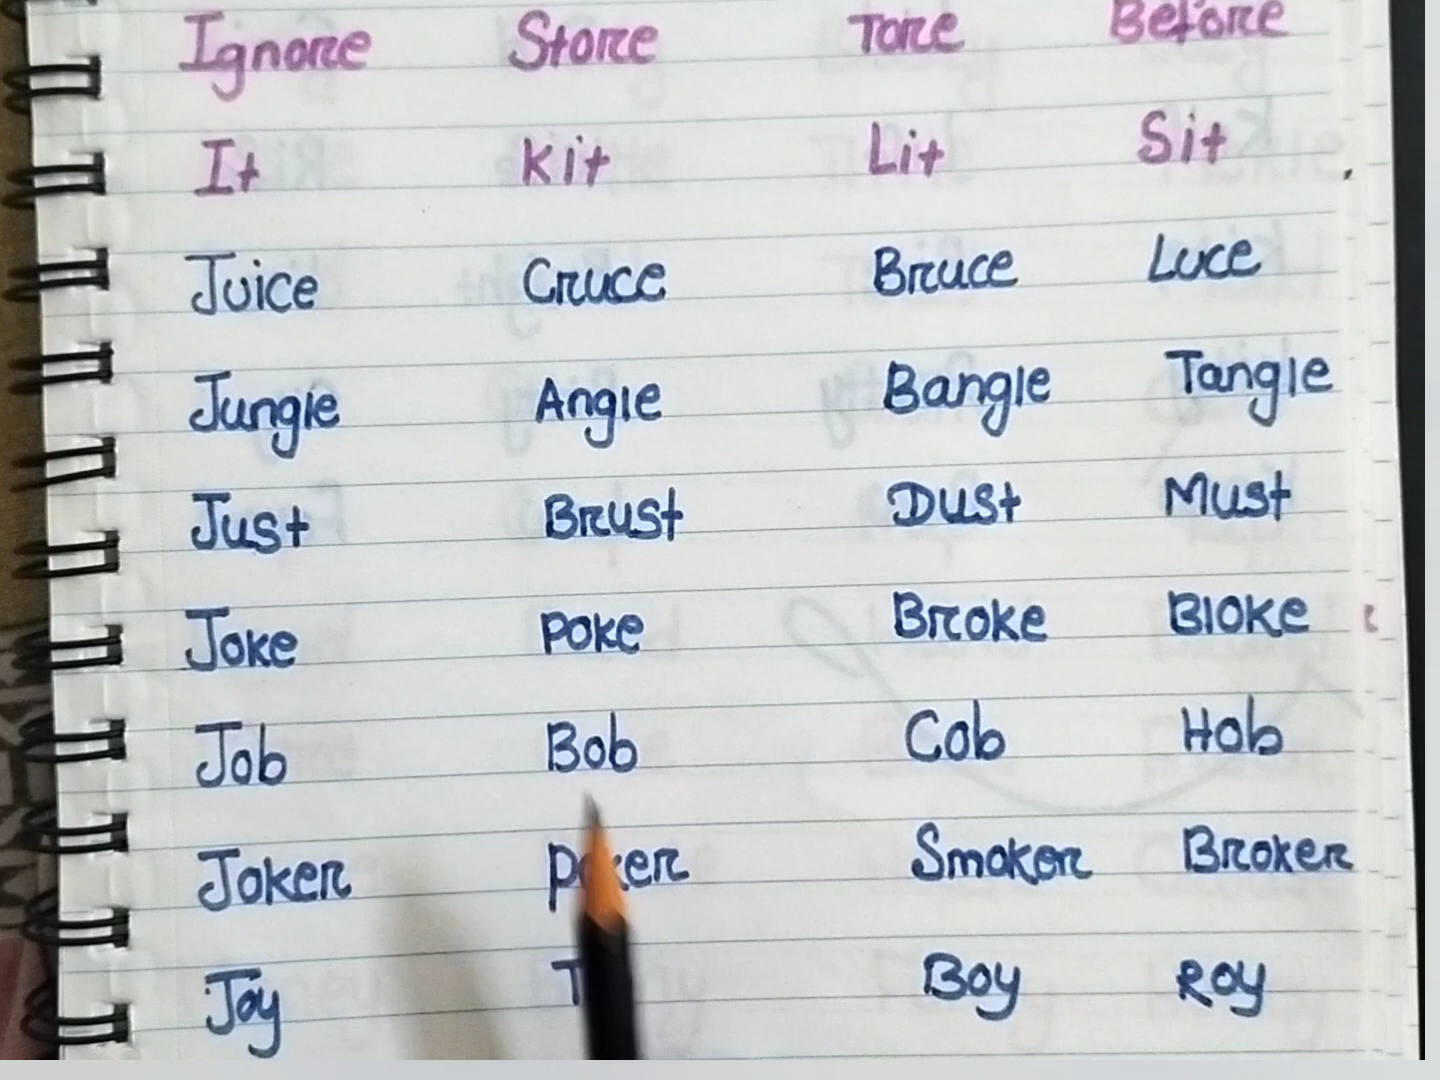 Ignore Store Tore Before
It Kit Lit Sit
Juice Cruce Bruce Luce
Jungle Angle Bangle Tangle
Just Brust Dust Must
Joke Poke Broke Bloke
Job Bob Cob Hob
Joker Smoker Broker
Joy Boy Roy